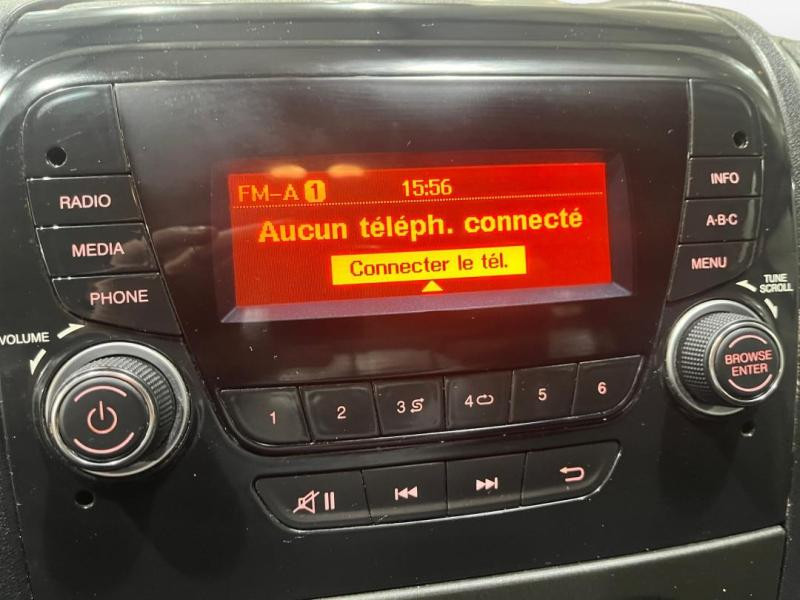 FM-A 1 15:56
Aucun téléph. connecté
Connecter le tél.
RADIO
MEDIA
PHONE
VOLUME
INFO
A·B·C
MENU
TUNE
SCROLL
BROWSE
ENTER
1 2 3 4 5 6